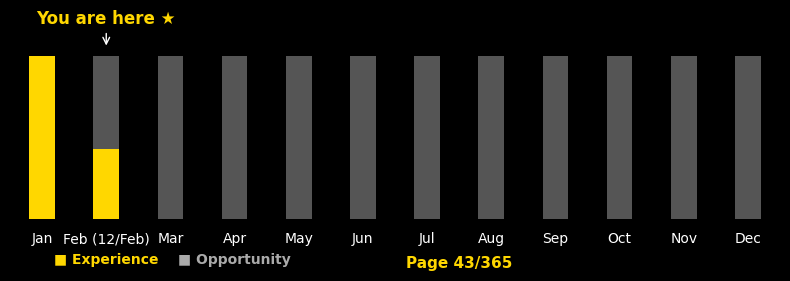 You are here ★
Jan Feb (12/Feb) Mar Apr May Jun Jul Aug Sep Oct Nov Dec
■ Experience ■ Opportunity
Page 43/365